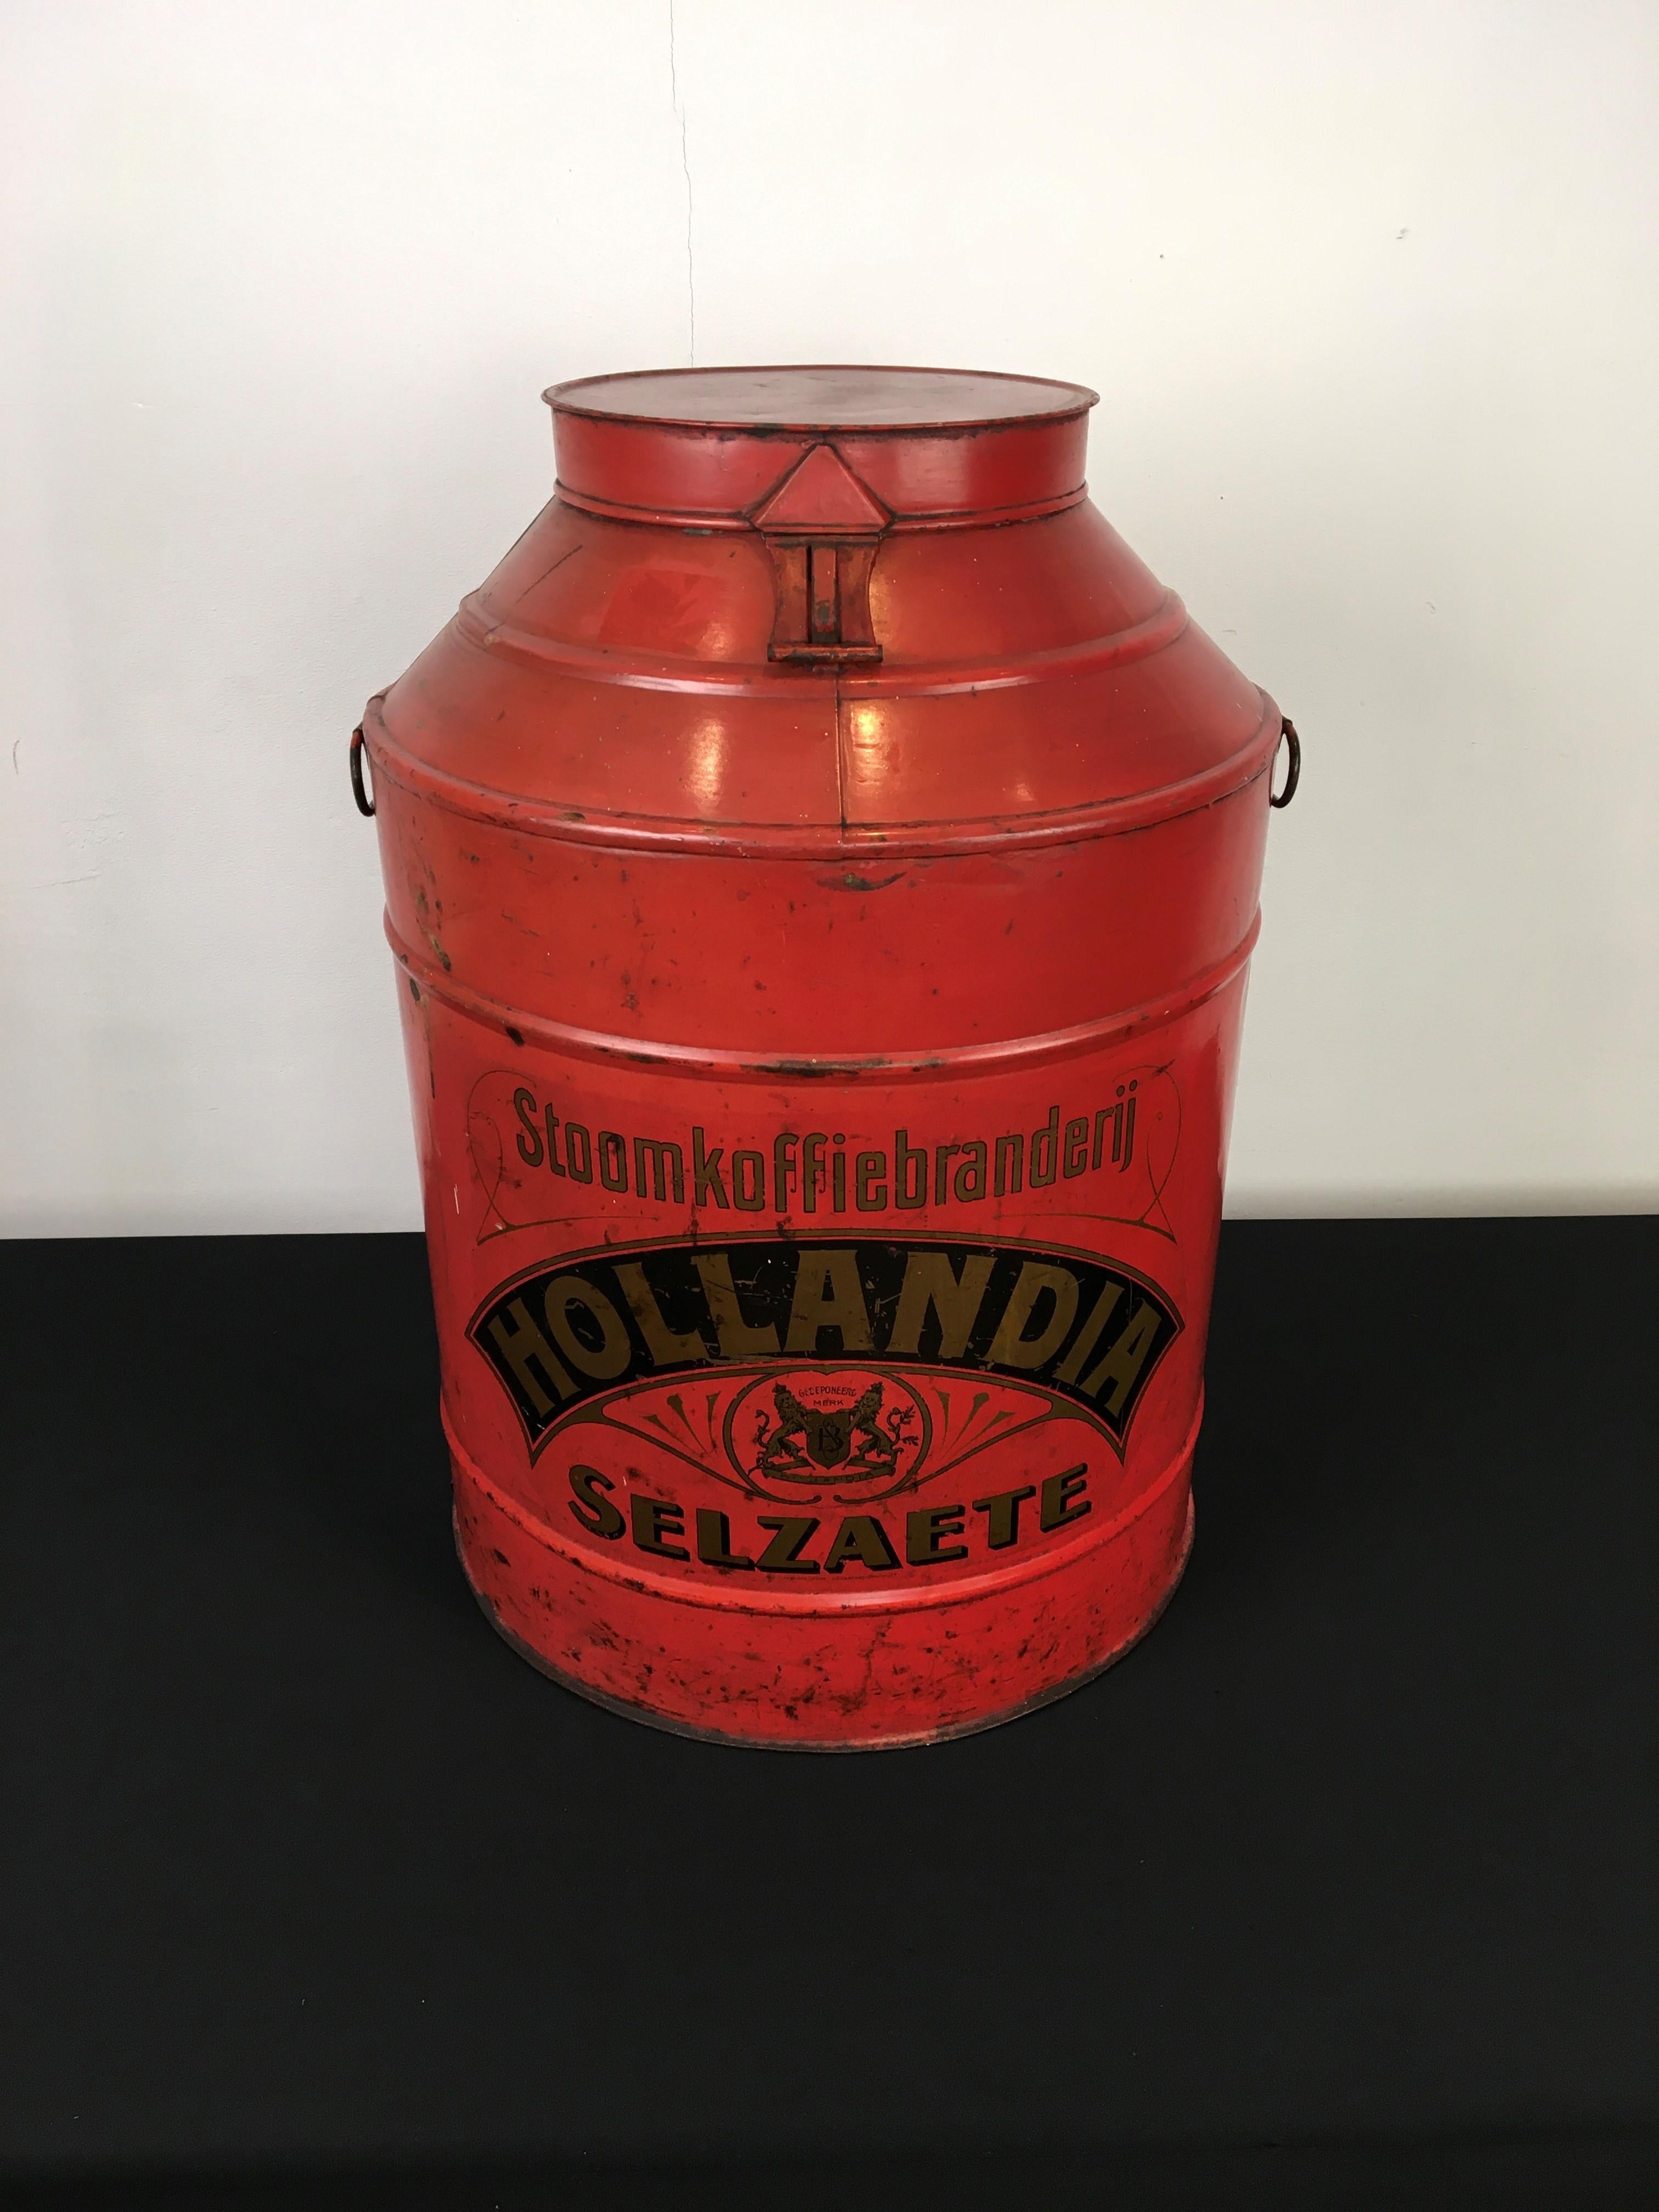 Stoomkoffiebranderij
HOLLANDIA
GEDEPONEERD
MERK
SELZAETE